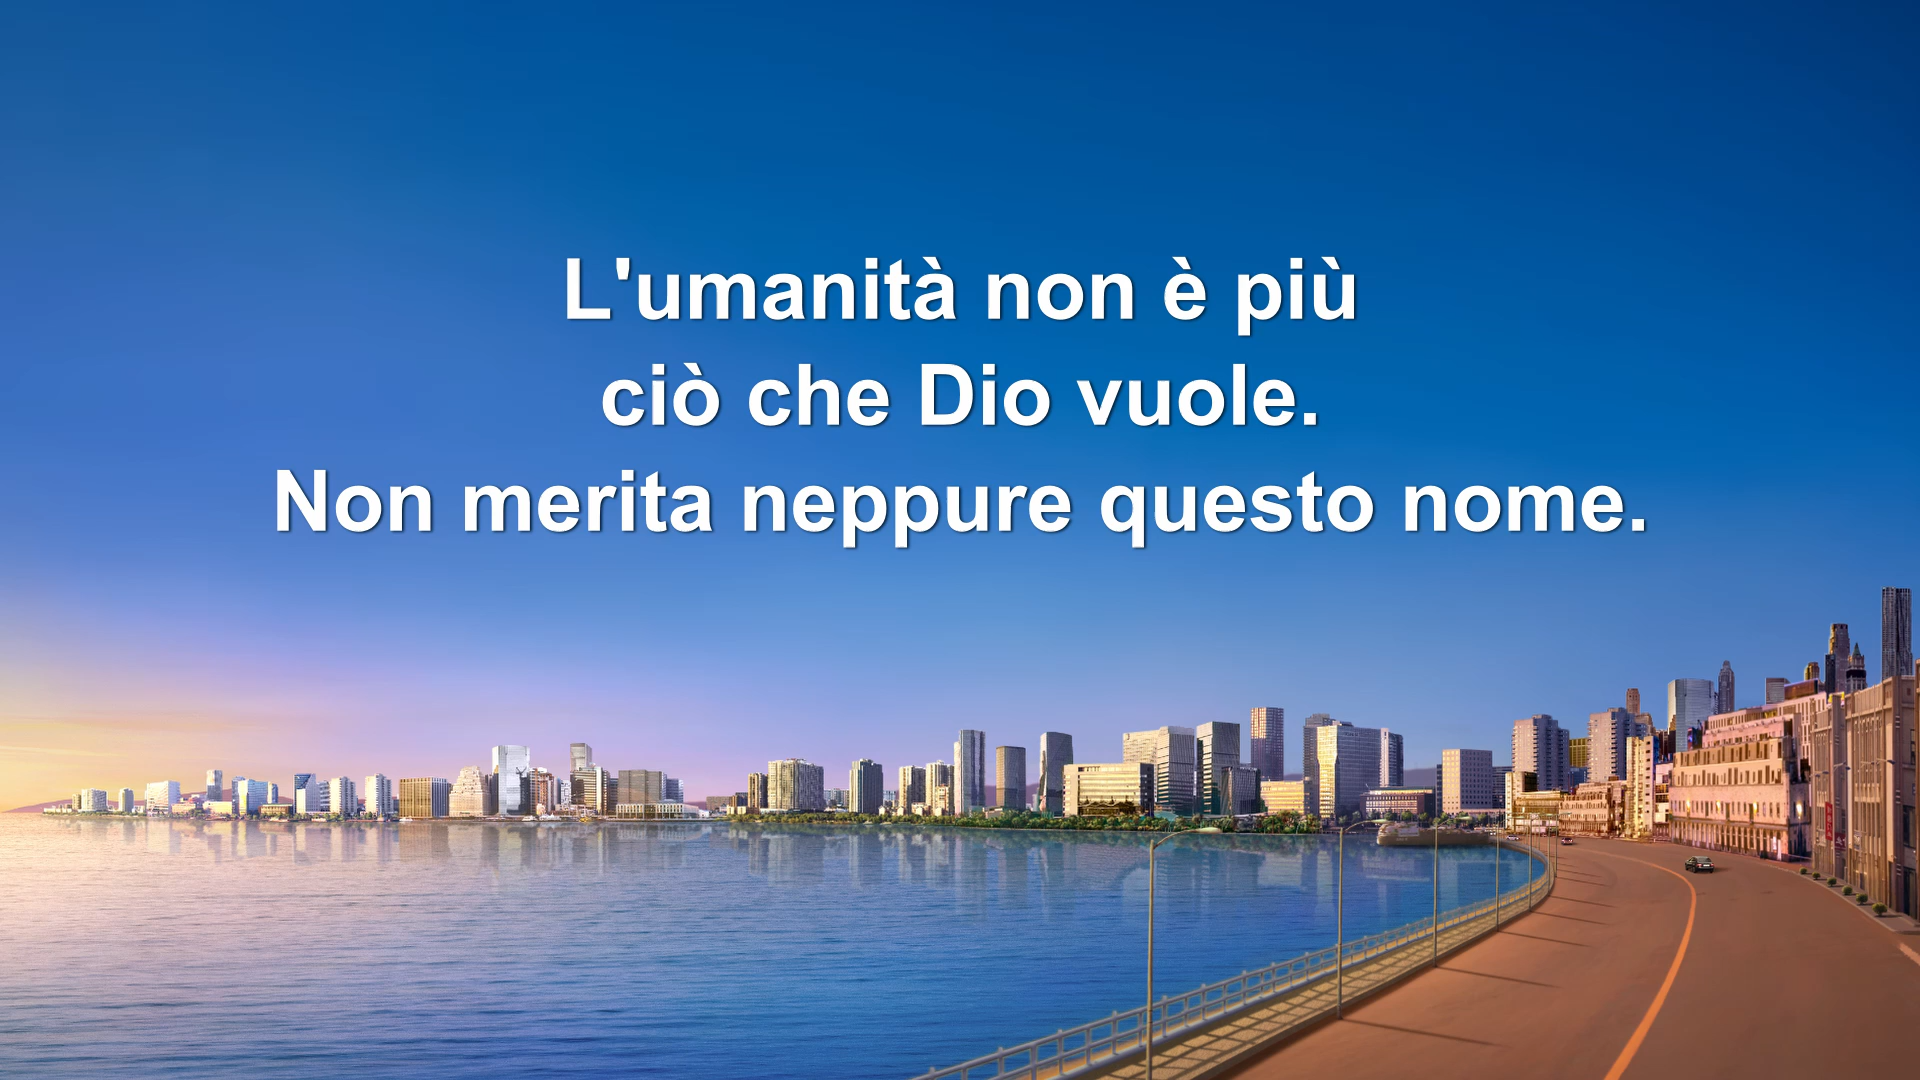 L'umanità non è più
ciò che Dio vuole.
Non merita neppure questo nome.